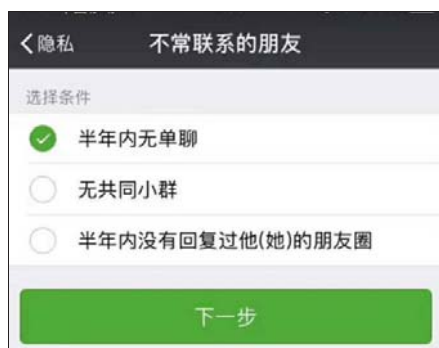 隐私
不常联系的朋友
选择条件
半年内无单聊
无共同小群
半年内没有回复过他(她)的朋友圈
下一步